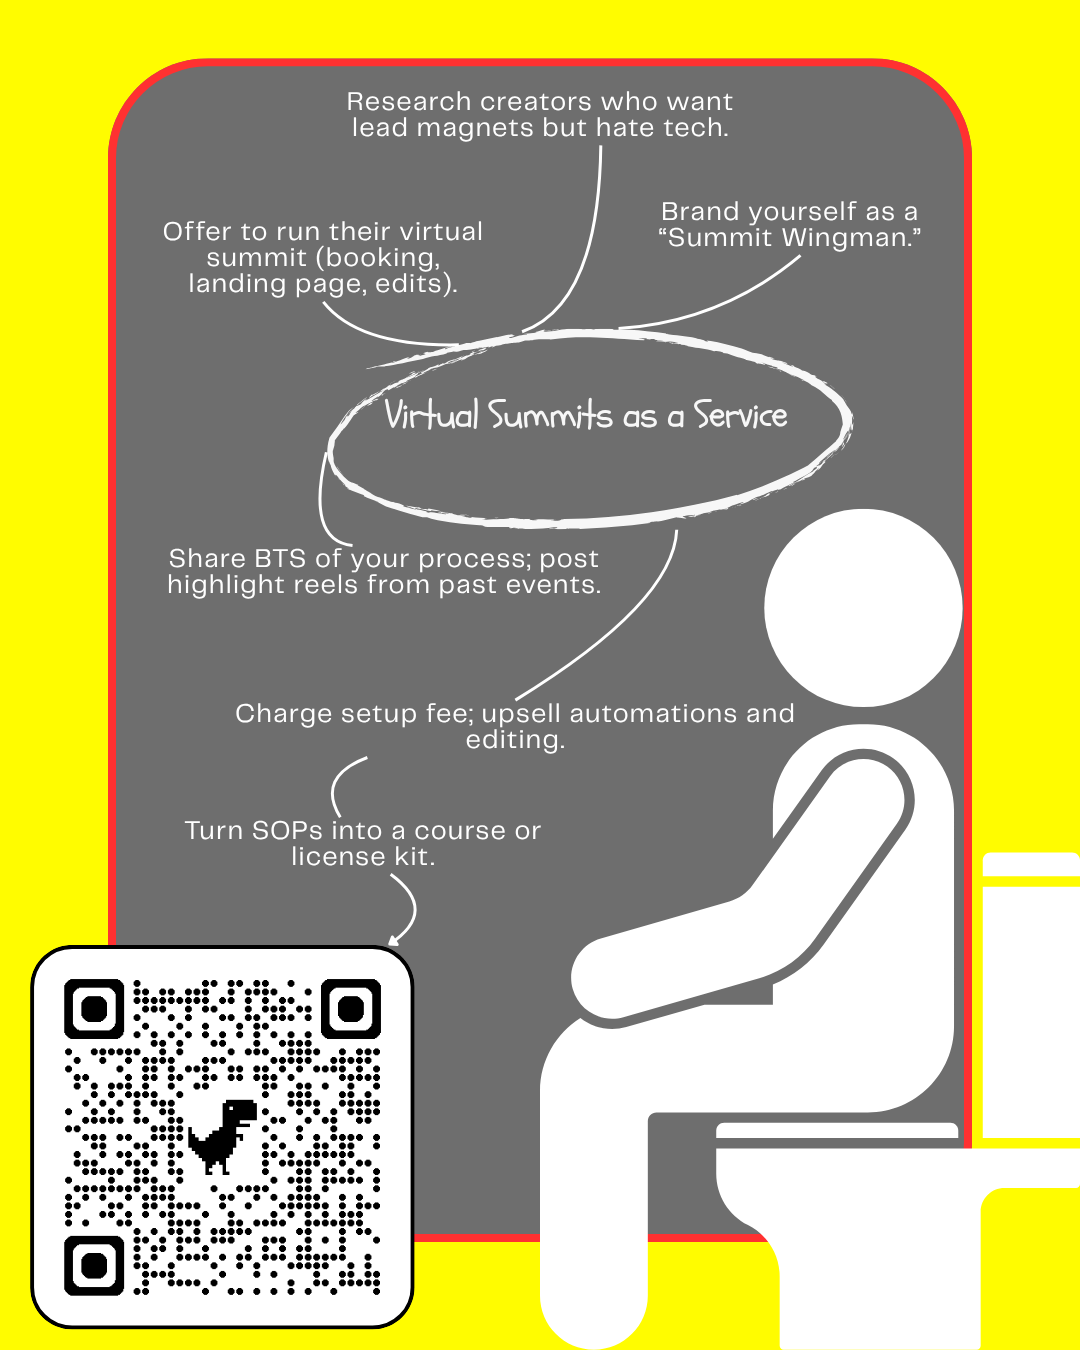 Research creators who want
lead magnets but hate tech.
Offer to run their virtual
summit (booking,
landing page, edits).
Brand yourself as a
“Summit Wingman.”
Virtual Summits as a Service
Share BTS of your process; post
highlight reels from past events.
Charge setup fee; upsell automations and
editing.
Turn SOPs into a course or
license kit.